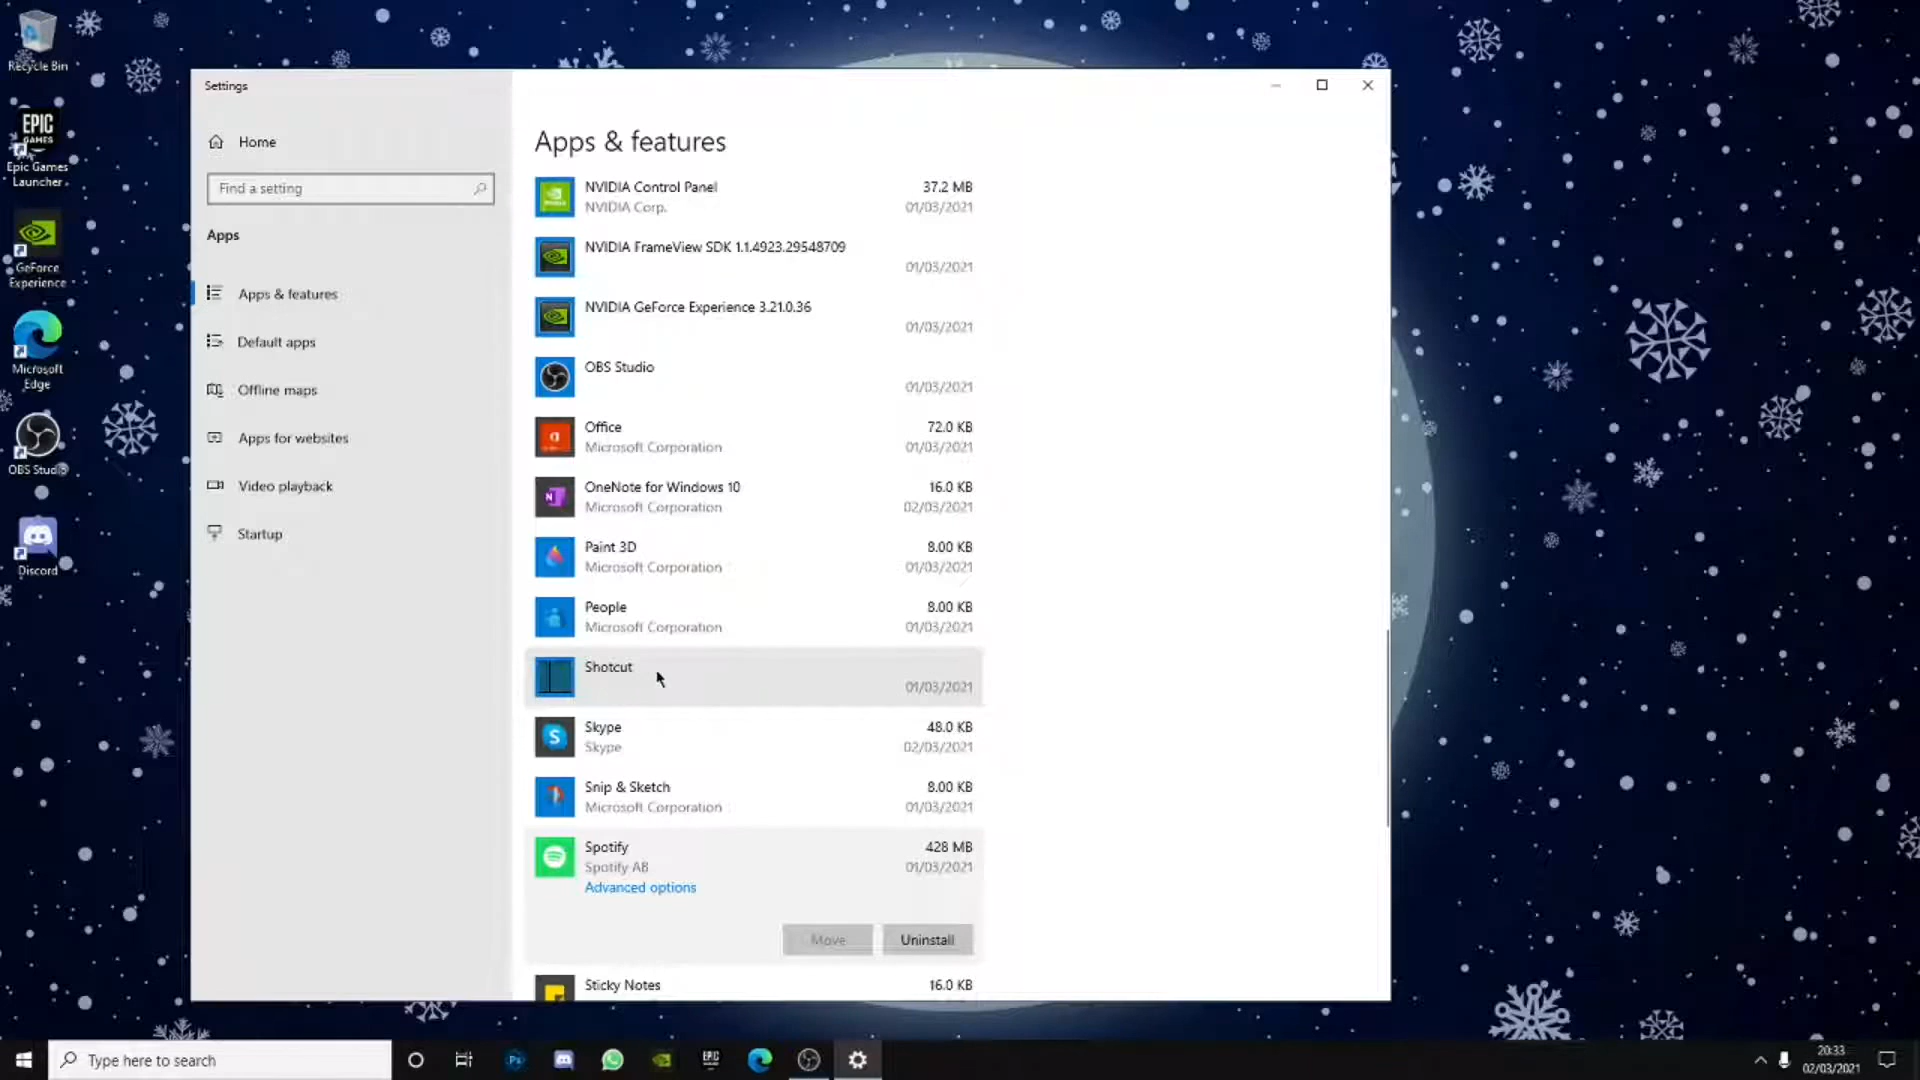 Recycle Bin
EPIC
GAMES
Epic Games
Launcher
GeForce
Experience
Microsoft
Edge
OBS Studio
Discord
Settings
Home
Find a setting
Apps
Apps & features
Default apps
Offline maps
Apps for websites
Video playback
Startup
Apps & features
NVIDIA Control Panel 37.2 MB
NVIDIA Corp. 01/03/2021
NVIDIA FrameView SDK 1.1.4923.29548709
01/03/2021
NVIDIA GeForce Experience 3.21.0.36
01/03/2021
OBS Studio
01/03/2021
Office 72.0 KB
Microsoft Corporation 01/03/2021
OneNote for Windows 10 16.0 KB
Microsoft Corporation 02/03/2021
Paint 3D 8.00 KB
Microsoft Corporation 01/03/2021
People 8.00 KB
Microsoft Corporation 01/03/2021
Shotcut
01/03/2021
Skype 48.0 KB
Skype 02/03/2021
Snip & Sketch 8.00 KB
Microsoft Corporation 01/03/2021
Spotify 428 MB
Spotify AB 01/03/2021
Advanced options
Move Uninstall
Sticky Notes 16.0 KB
Type here to search
Ps
EPIC
20:33
02/03/2021